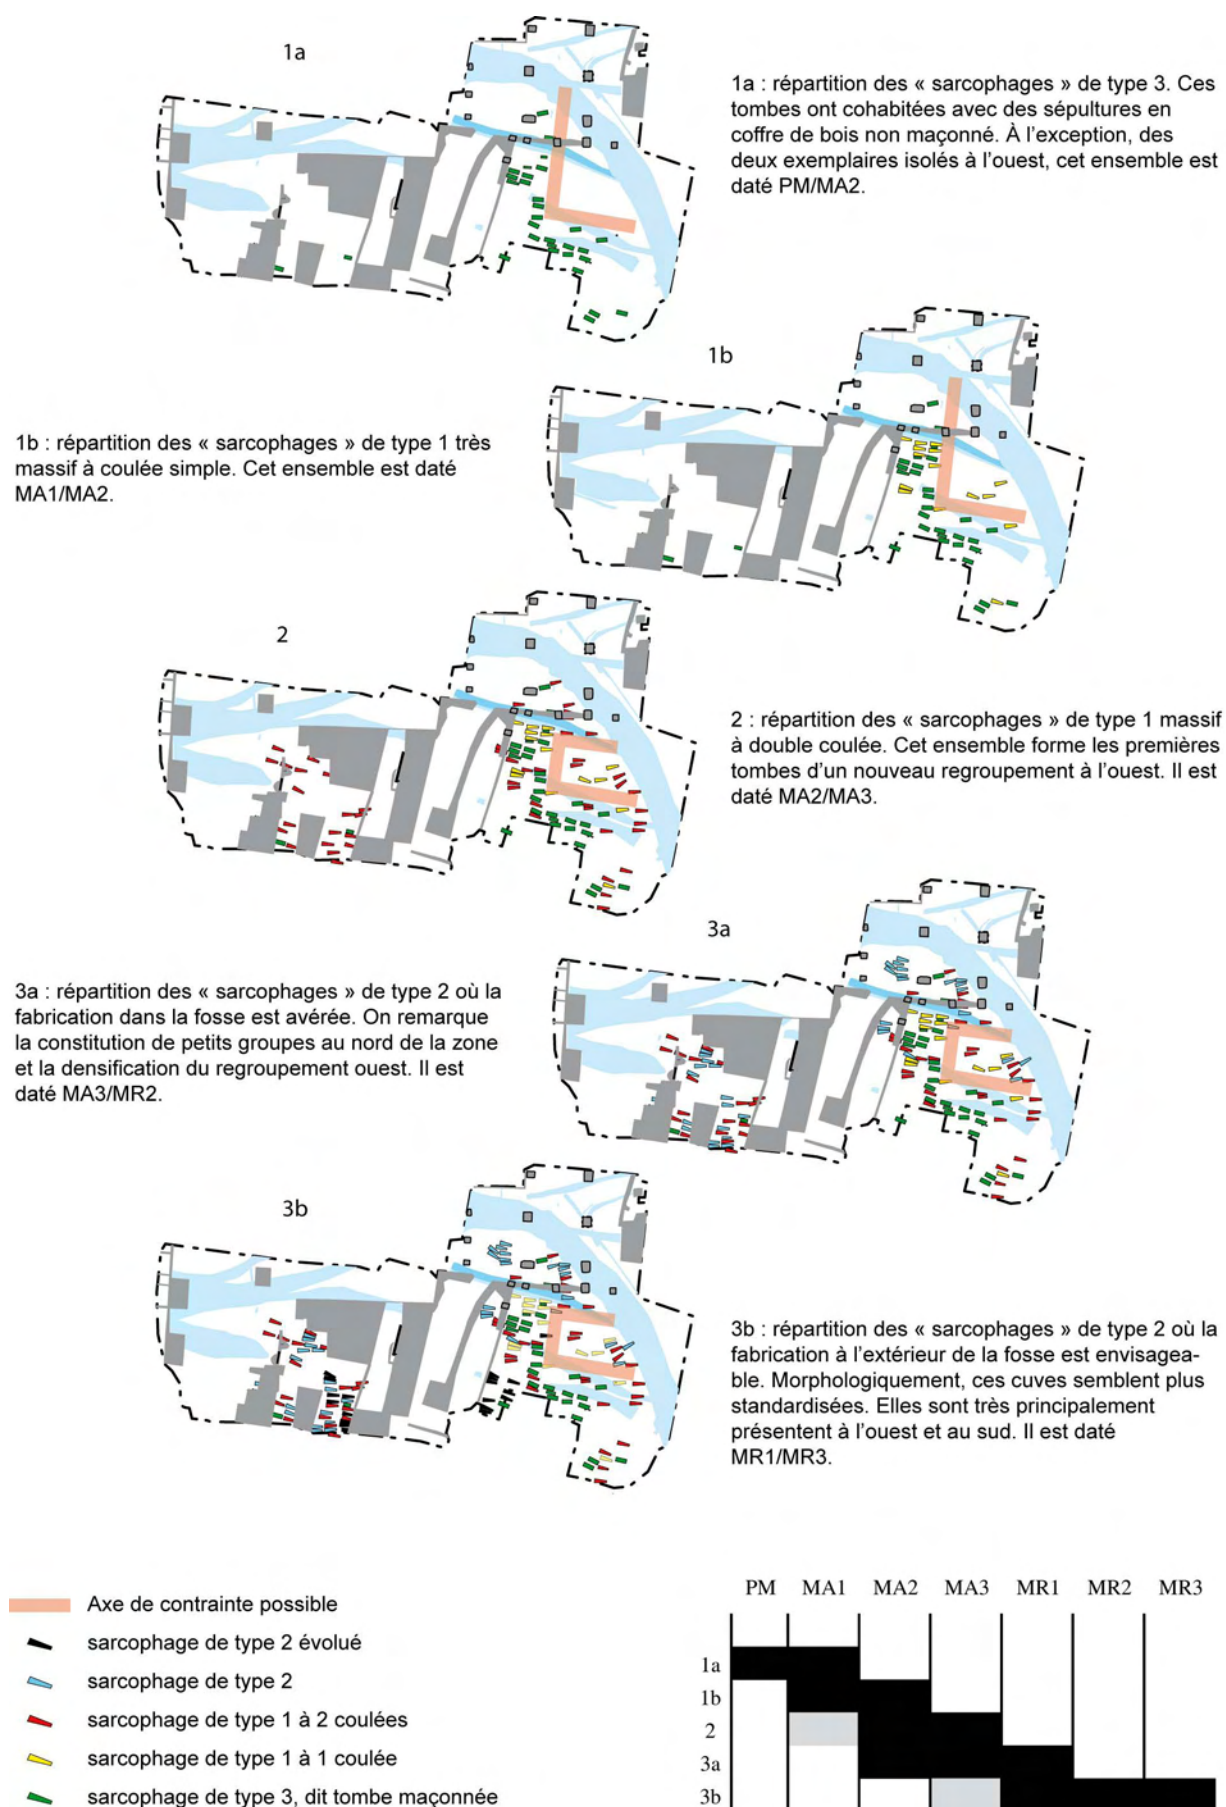 1a
1a : répartition des « sarcophages » de type 3. Ces
tombes ont cohabitées avec des sépultures en
coffre de bois non maçonné. À l'exception, des
deux exemplaires isolés à l'ouest, cet ensemble est
daté PM/MA2.
1b
1b : répartition des « sarcophages » de type 1 très
massif à coulée simple. Cet ensemble est daté
MA1/MA2.
2
2 : répartition des « sarcophages » de type 1 massif
à double coulée. Cet ensemble forme les premières
tombes d'un nouveau regroupement à l'ouest. Il est
daté MA2/MA3.
3a
3a : répartition des « sarcophages » de type 2 où la
fabrication dans la fosse est avérée. On remarque
la constitution de petits groupes au nord de la zone
et la densification du regroupement ouest. Il est
daté MA3/MR2.
3b
3b : répartition des « sarcophages » de type 2 où la
fabrication à l'extérieur de la fosse est envisagea-
ble. Morphologiquement, ces cuves semblent plus
standardisées. Elles sont très principalement
présentent à l'ouest et au sud. Il est daté
MR1/MR3.
Axe de contrainte possible
sarcophage de type 2 évolué
sarcophage de type 2
sarcophage de type 1 à 2 coulées
sarcophage de type 1 à 1 coulée
sarcophage de type 3, dit tombe maçonnée
PM MA1 MA2 MA3 MR1 MR2 MR3
1a
1b
2
3a
3b